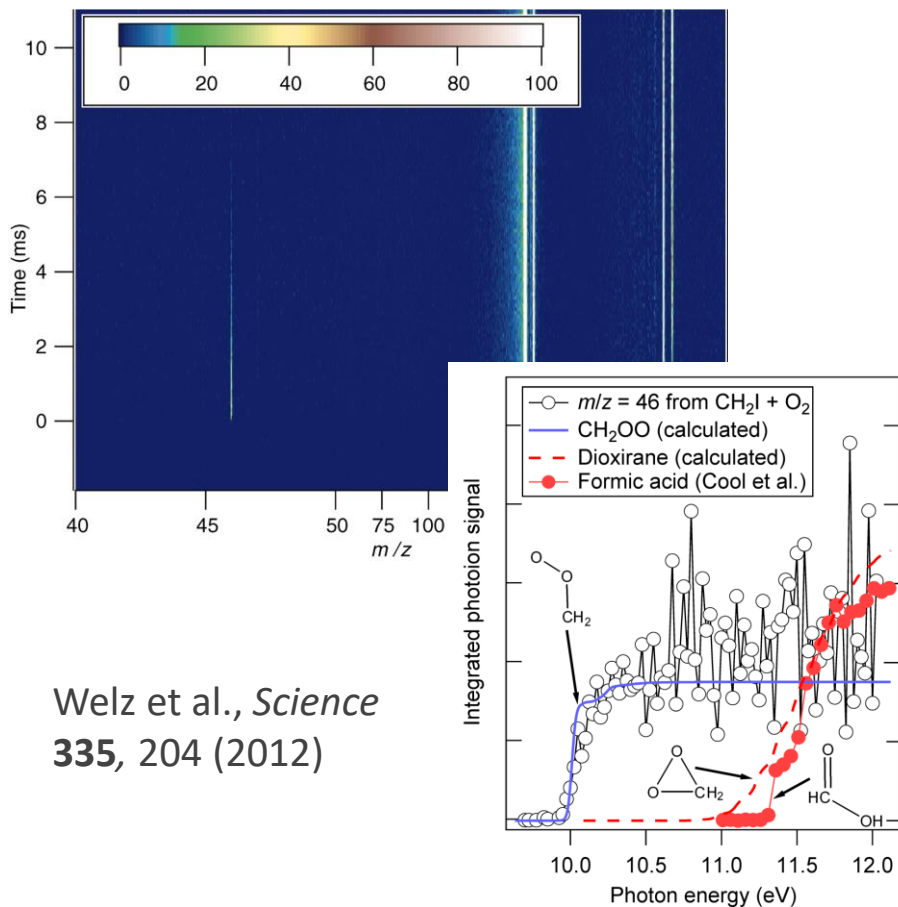 0 20 40 60 80 100
10
8
6
4
2
0
Time (ms)
40 45 50 75 100
m/z
m/z = 46 from CH₂I + O₂
CH₂OO (calculated)
Dioxirane (calculated)
Formic acid (Cool et al.)
O
O
CH₂
O
O
CH₂
O
HC
OH
Integrated photoion signal
10.0 10.5 11.0 11.5 12.0
Photon energy (eV)
Welz et al., Science
335, 204 (2012)